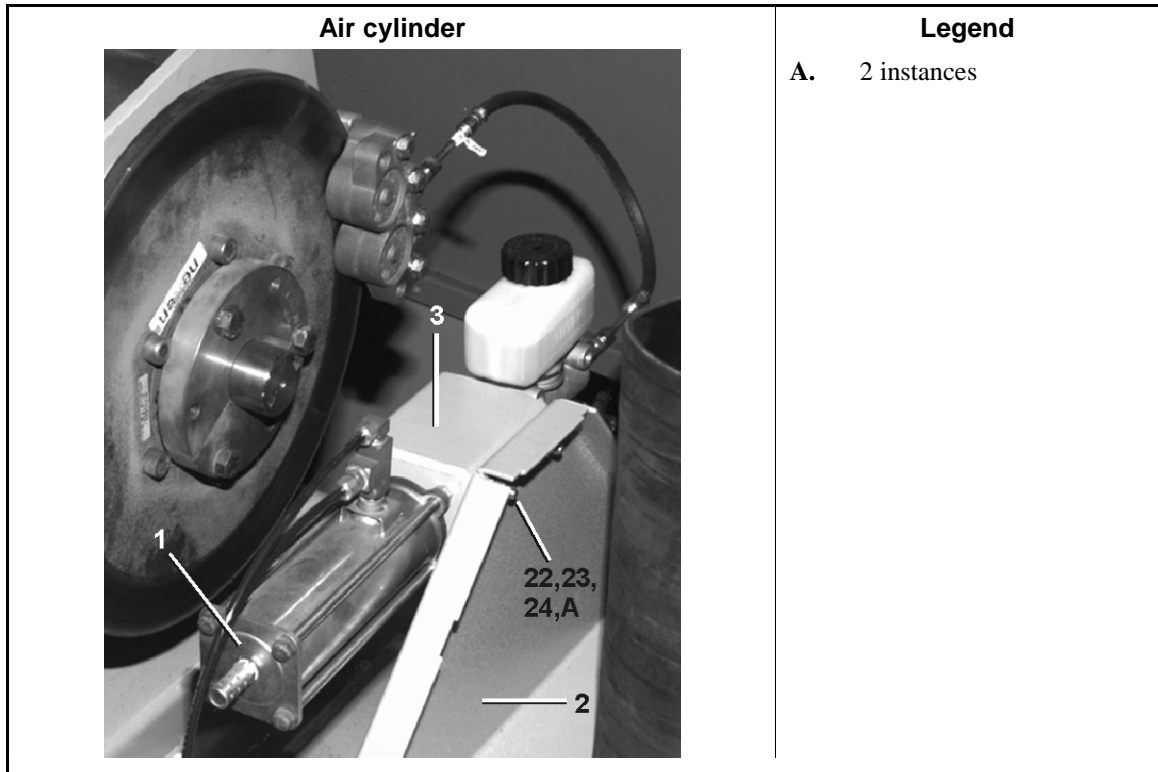 Air cylinder
Legend
A. 2 instances
3
1
22,23,
24,A
2